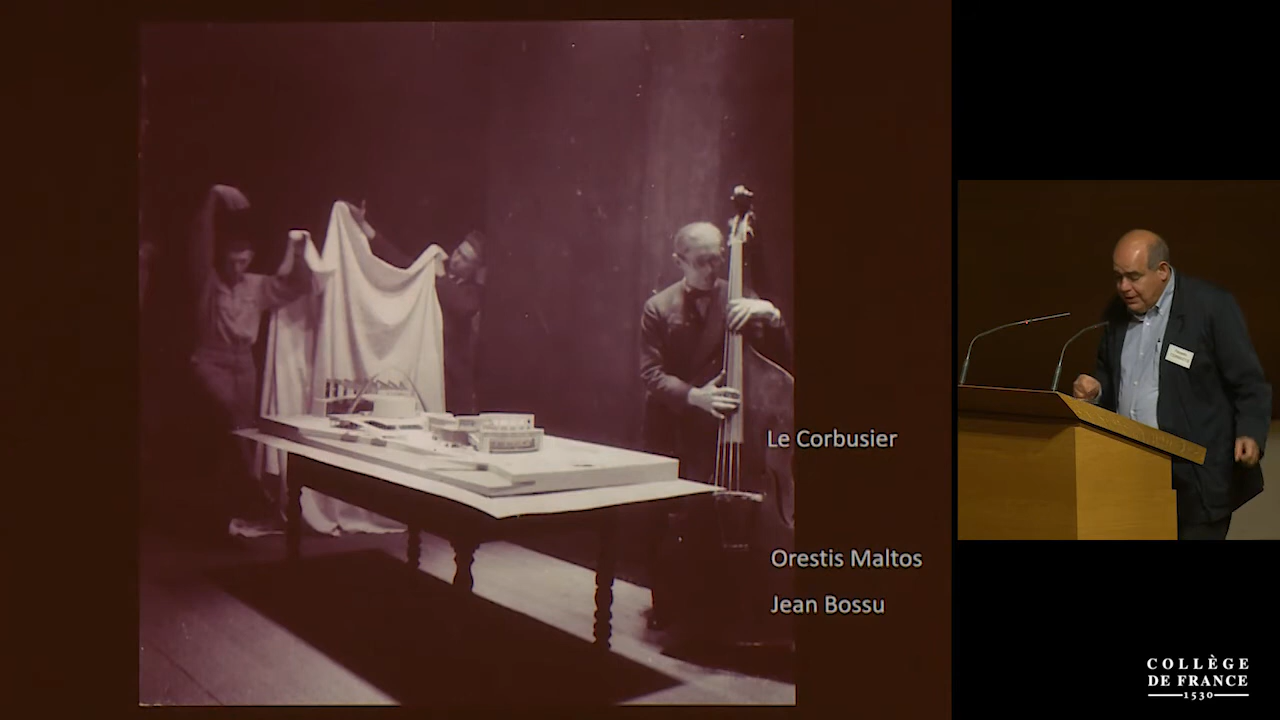 Le Corbusier
Orestis Maltos
Jean Bossu
COLLÈGE
DE FRANCE
1530